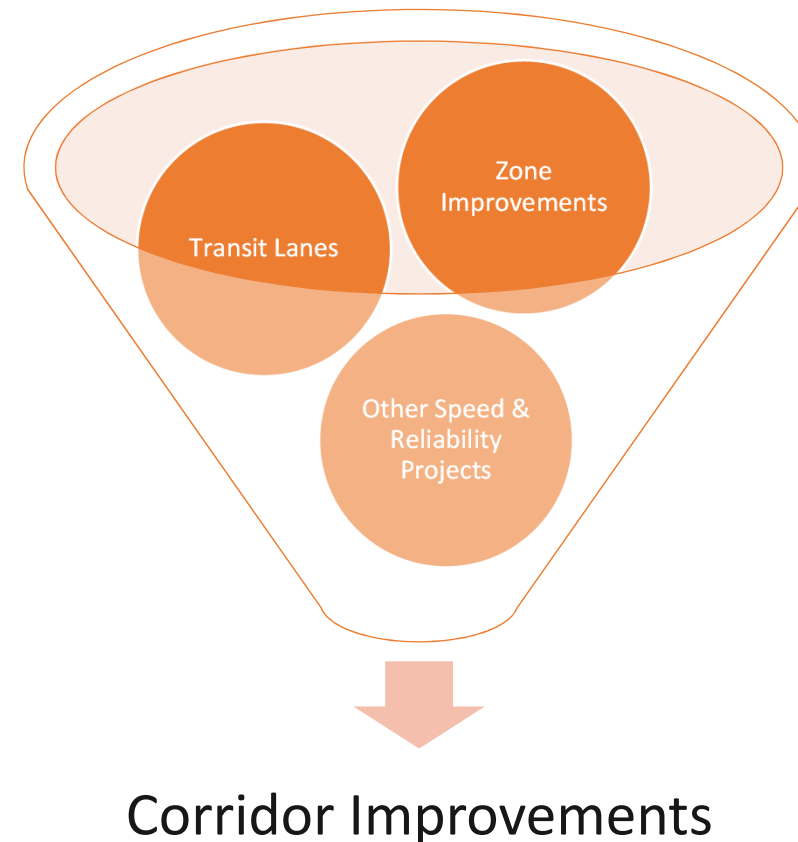 Zone
Improvements
Transit Lanes
Other Speed &
Reliability
Projects
Corridor Improvements